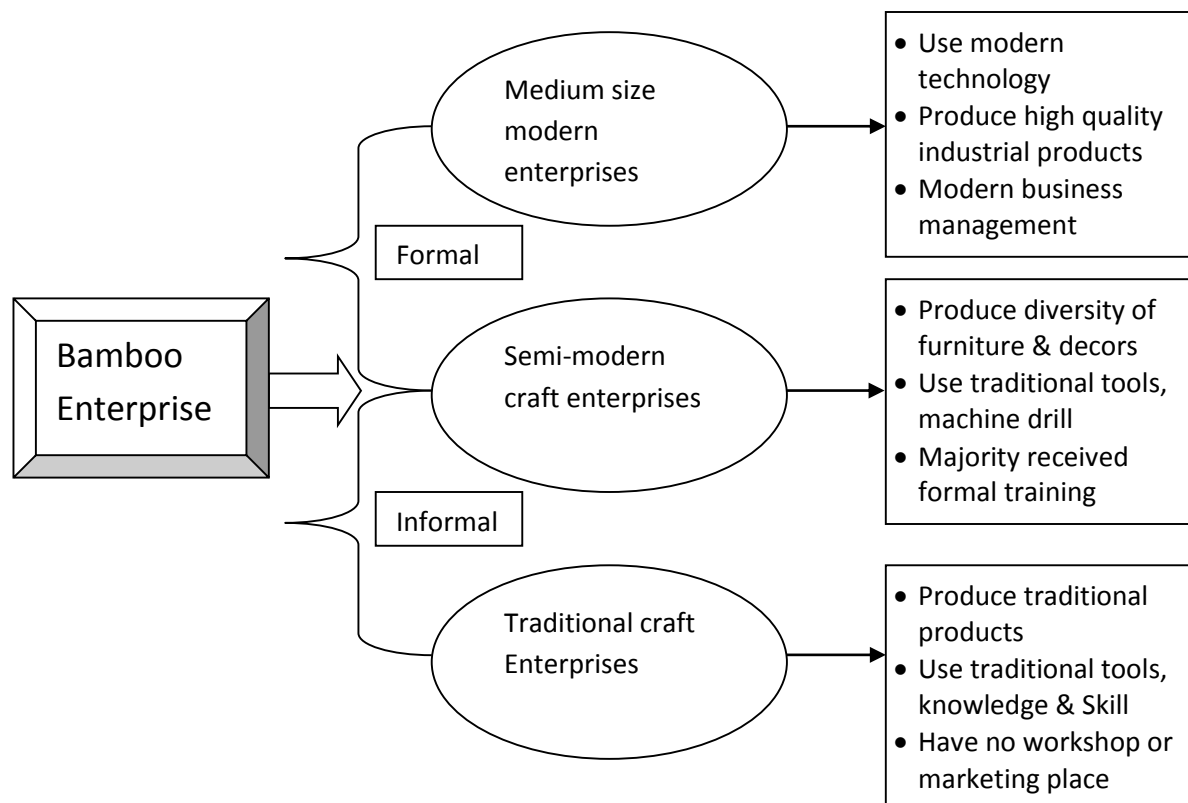 Bamboo
Enterprise
Formal
Informal
Medium size
modern
enterprises
• Use modern
technology
• Produce high quality
industrial products
• Modern business
management
Semi-modern
craft enterprises
• Produce diversity of
furniture & decors
• Use traditional tools,
machine drill
• Majority received
formal training
Traditional craft
Enterprises
• Produce traditional
products
• Use traditional tools,
knowledge & Skill
• Have no workshop or
marketing place